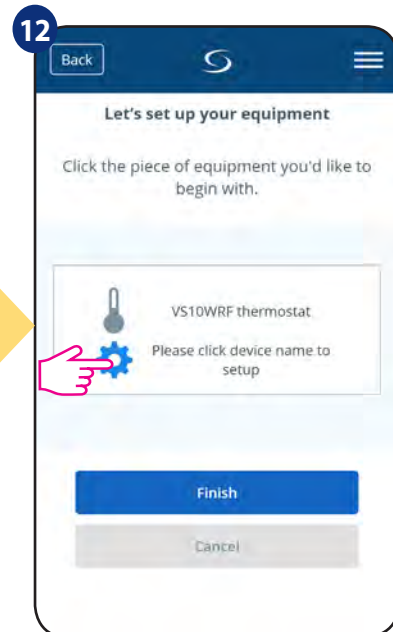 12
Back
Let's set up your equipment
Click the piece of equipment you'd like to
begin with.
VS10WRF thermostat
Please click device name to
setup
Finish
Cancel